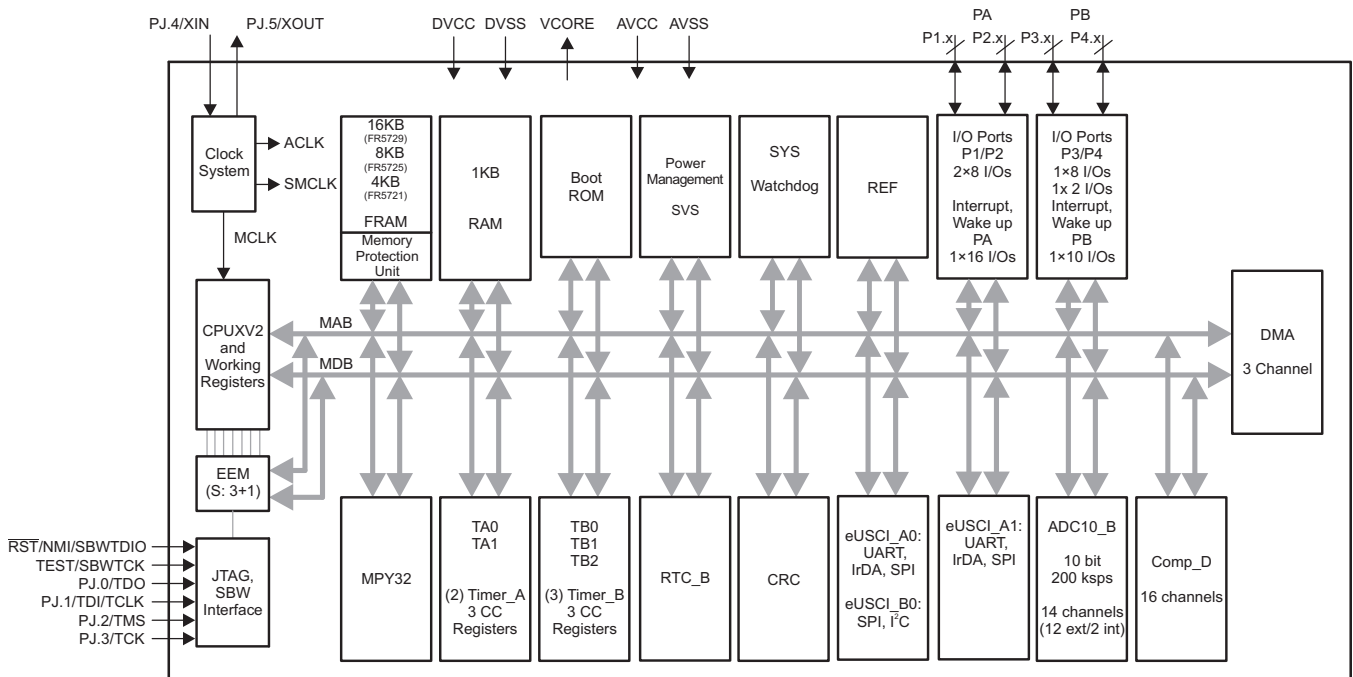 PJ.4/XIN
PJ.5/XOUT
DVCC
DVSS
VCORE
AVCC
AVSS
PA
PB
P1.x
P2.x
P3.x
P4.x
Clock
System
ACLK
SMCLK
MCLK
16KB
(FR5729)
8KB
(FR5725)
4KB
(FR5721)
FRAM
Memory
Protection
Unit
1KB
RAM
Boot
ROM
Power
Management
SVS
SYS
Watchdog
REF
I/O Ports
P1/P2
2×8 I/Os
Interrupt,
Wake up
PA
1×16 I/Os
I/O Ports
P3/P4
1×8 I/Os
1x 2 I/Os
Interrupt,
Wake up
PB
1×10 I/Os
CPUXV2
and
Working
Registers
MAB
MDB
DMA
3 Channel
EEM
(S: 3+1)
RST/NMI/SBWTDIO
TEST/SBWTCK
PJ.0/TDO
PJ.1/TDI/TCLK
PJ.2/TMS
PJ.3/TCK
JTAG,
SBW
Interface
MPY32
TA0
TA1
(2) Timer_A
3 CC
Registers
TB0
TB1
TB2
(3) Timer_B
3 CC
Registers
RTC_B
CRC
eUSCI_A0:
UART,
IrDA, SPI
eUSCI_B0:
SPI, I²C
eUSCI_A1:
UART,
IrDA, SPI
ADC10_B
10 bit
200 ksps
14 channels
(12 ext/2 int)
Comp_D
16 channels